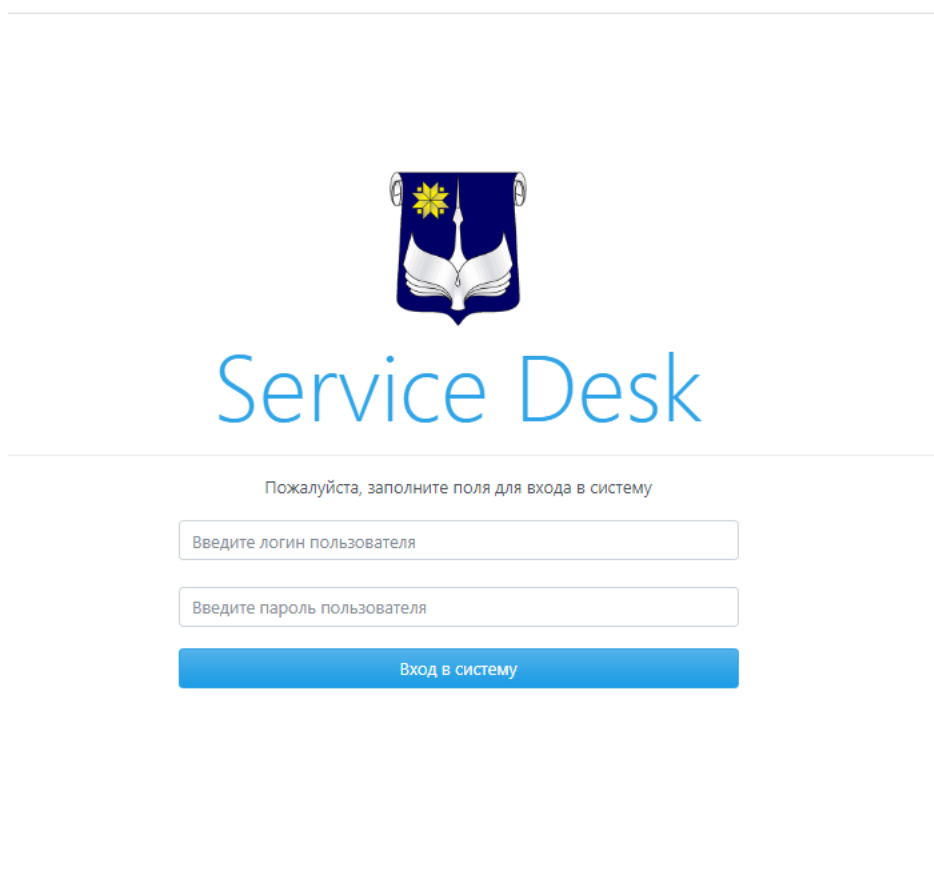 Service Desk
Пожалуйста, заполните поля для входа в систему
Введите логин пользователя
Введите пароль пользователя
Вход в систему